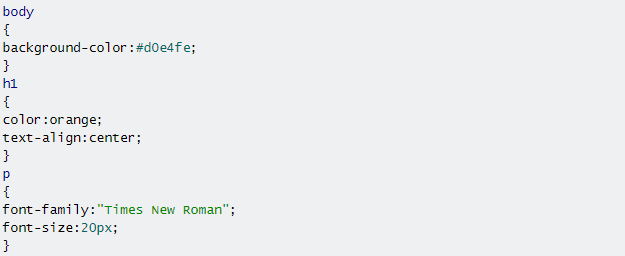 body
{
background-color:#d0e4fe;
}
h1
{
color:orange;
text-align:center;
}
p
{
font-family:"Times New Roman";
font-size:20px;
}